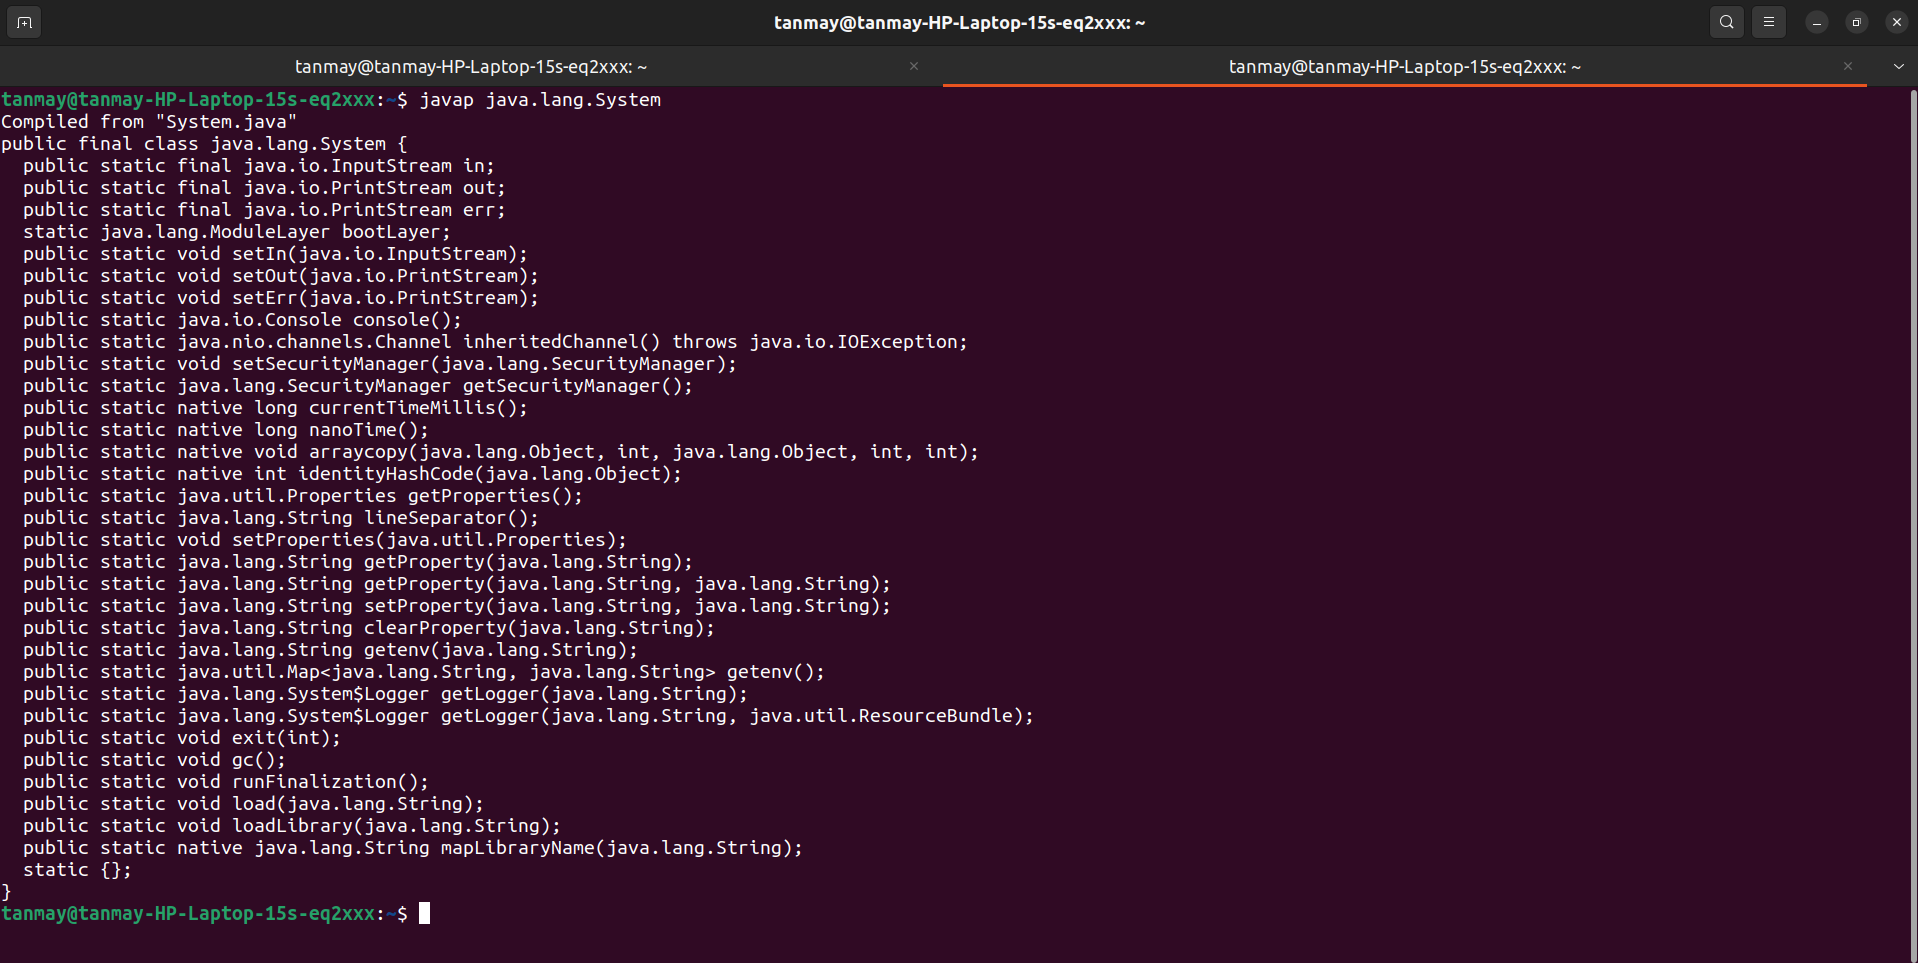 tanmay@tanmay-HP-Laptop-15s-eq2xxx: ~
tanmay@tanmay-HP-Laptop-15s-eq2xxx: ~
tanmay@tanmay-HP-Laptop-15s-eq2xxx: ~
tanmay@tanmay-HP-Laptop-15s-eq2xxx:~$ javap java.lang.System
Compiled from "System.java"
public final class java.lang.System {
  public static final java.io.InputStream in;
  public static final java.io.PrintStream out;
  public static final java.io.PrintStream err;
  static java.lang.ModuleLayer bootLayer;
  public static void setIn(java.io.InputStream);
  public static void setOut(java.io.PrintStream);
  public static void setErr(java.io.PrintStream);
  public static java.io.Console console();
  public static java.nio.channels.Channel inheritedChannel() throws java.io.IOException;
  public static void setSecurityManager(java.lang.SecurityManager);
  public static java.lang.SecurityManager getSecurityManager();
  public static native long currentTimeMillis();
  public static native long nanoTime();
  public static native void arraycopy(java.lang.Object, int, java.lang.Object, int, int);
  public static native int identityHashCode(java.lang.Object);
  public static java.util.Properties getProperties();
  public static java.lang.String lineSeparator();
  public static void setProperties(java.util.Properties);
  public static java.lang.String getProperty(java.lang.String);
  public static java.lang.String getProperty(java.lang.String, java.lang.String);
  public static java.lang.String setProperty(java.lang.String, java.lang.String);
  public static java.lang.String clearProperty(java.lang.String);
  public static java.lang.String getenv(java.lang.String);
  public static java.util.Map<java.lang.String, java.lang.String> getenv();
  public static java.lang.System$Logger getLogger(java.lang.String);
  public static java.lang.System$Logger getLogger(java.lang.String, java.util.ResourceBundle);
  public static void exit(int);
  public static void gc();
  public static void runFinalization();
  public static void load(java.lang.String);
  public static void loadLibrary(java.lang.String);
  public static native java.lang.String mapLibraryName(java.lang.String);
  static {};
}
tanmay@tanmay-HP-Laptop-15s-eq2xxx:~$